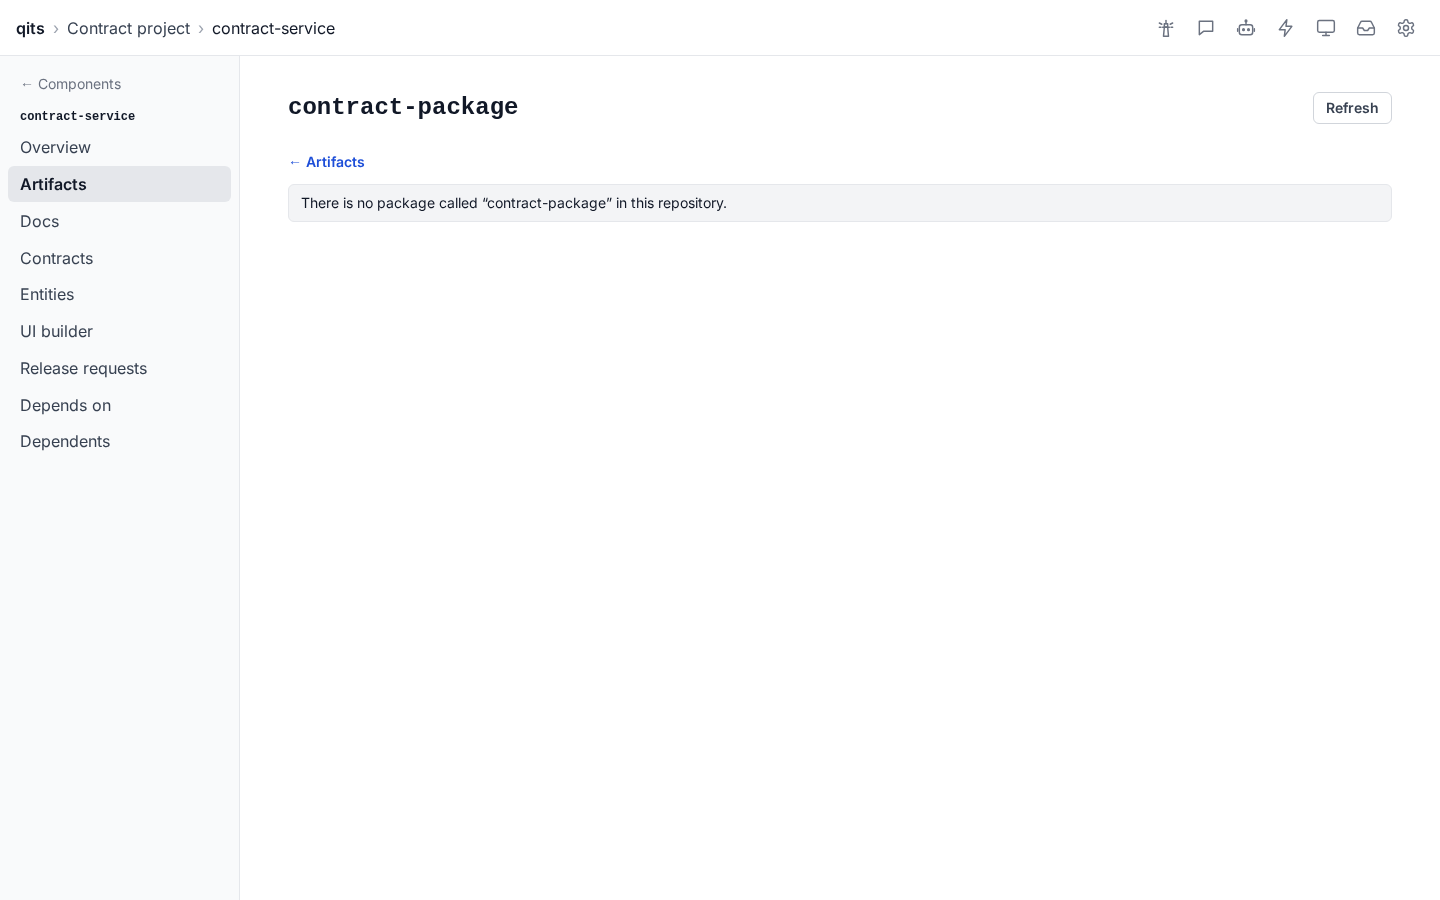 qits › Contract project › contract-service
← Components
contract-service
Overview
Artifacts
Docs
Contracts
Entities
UI builder
Release requests
Depends on
Dependents
contract-package
Refresh
← Artifacts
There is no package called “contract-package” in this repository.